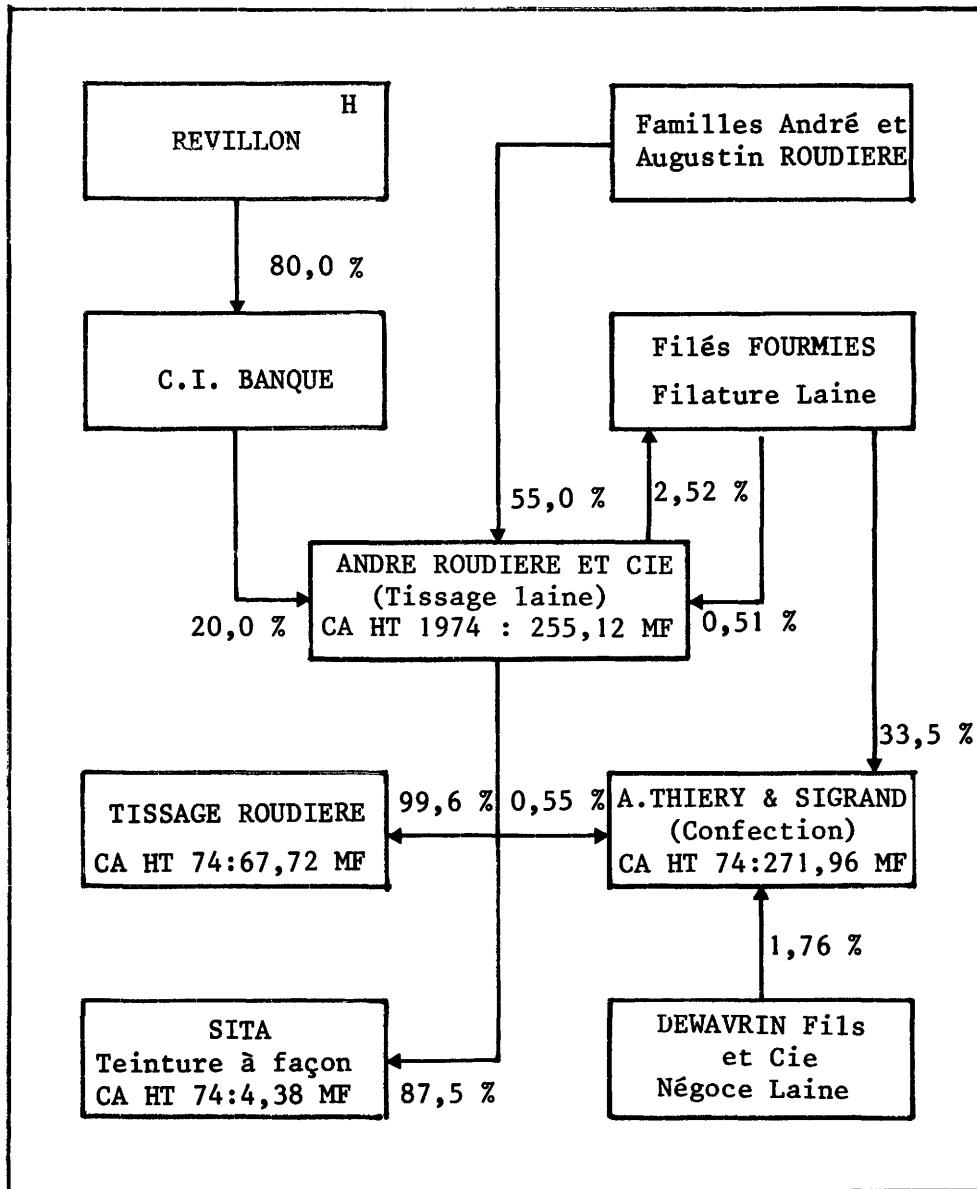 H
REVILLON
Familles André et
Augustin ROUDIERE
80,0 %
C.I. BANQUE
Filés FOURMIES
Filature Laine
55,0 %
2,52 %
ANDRE ROUDIERE ET CIE
(Tissage laine)
CA HT 1974 : 255,12 MF
20,0 %
0,51 %
33,5 %
TISSAGE ROUDIERE
CA HT 74:67,72 MF
99,6 %
0,55 %
A.THIERY & SIGRAND
(Confection)
CA HT 74:271,96 MF
1,76 %
SITA
Teinture à façon
CA HT 74:4,38 MF
87,5 %
DEWAVRIN Fils
et Cie
Négoce Laine